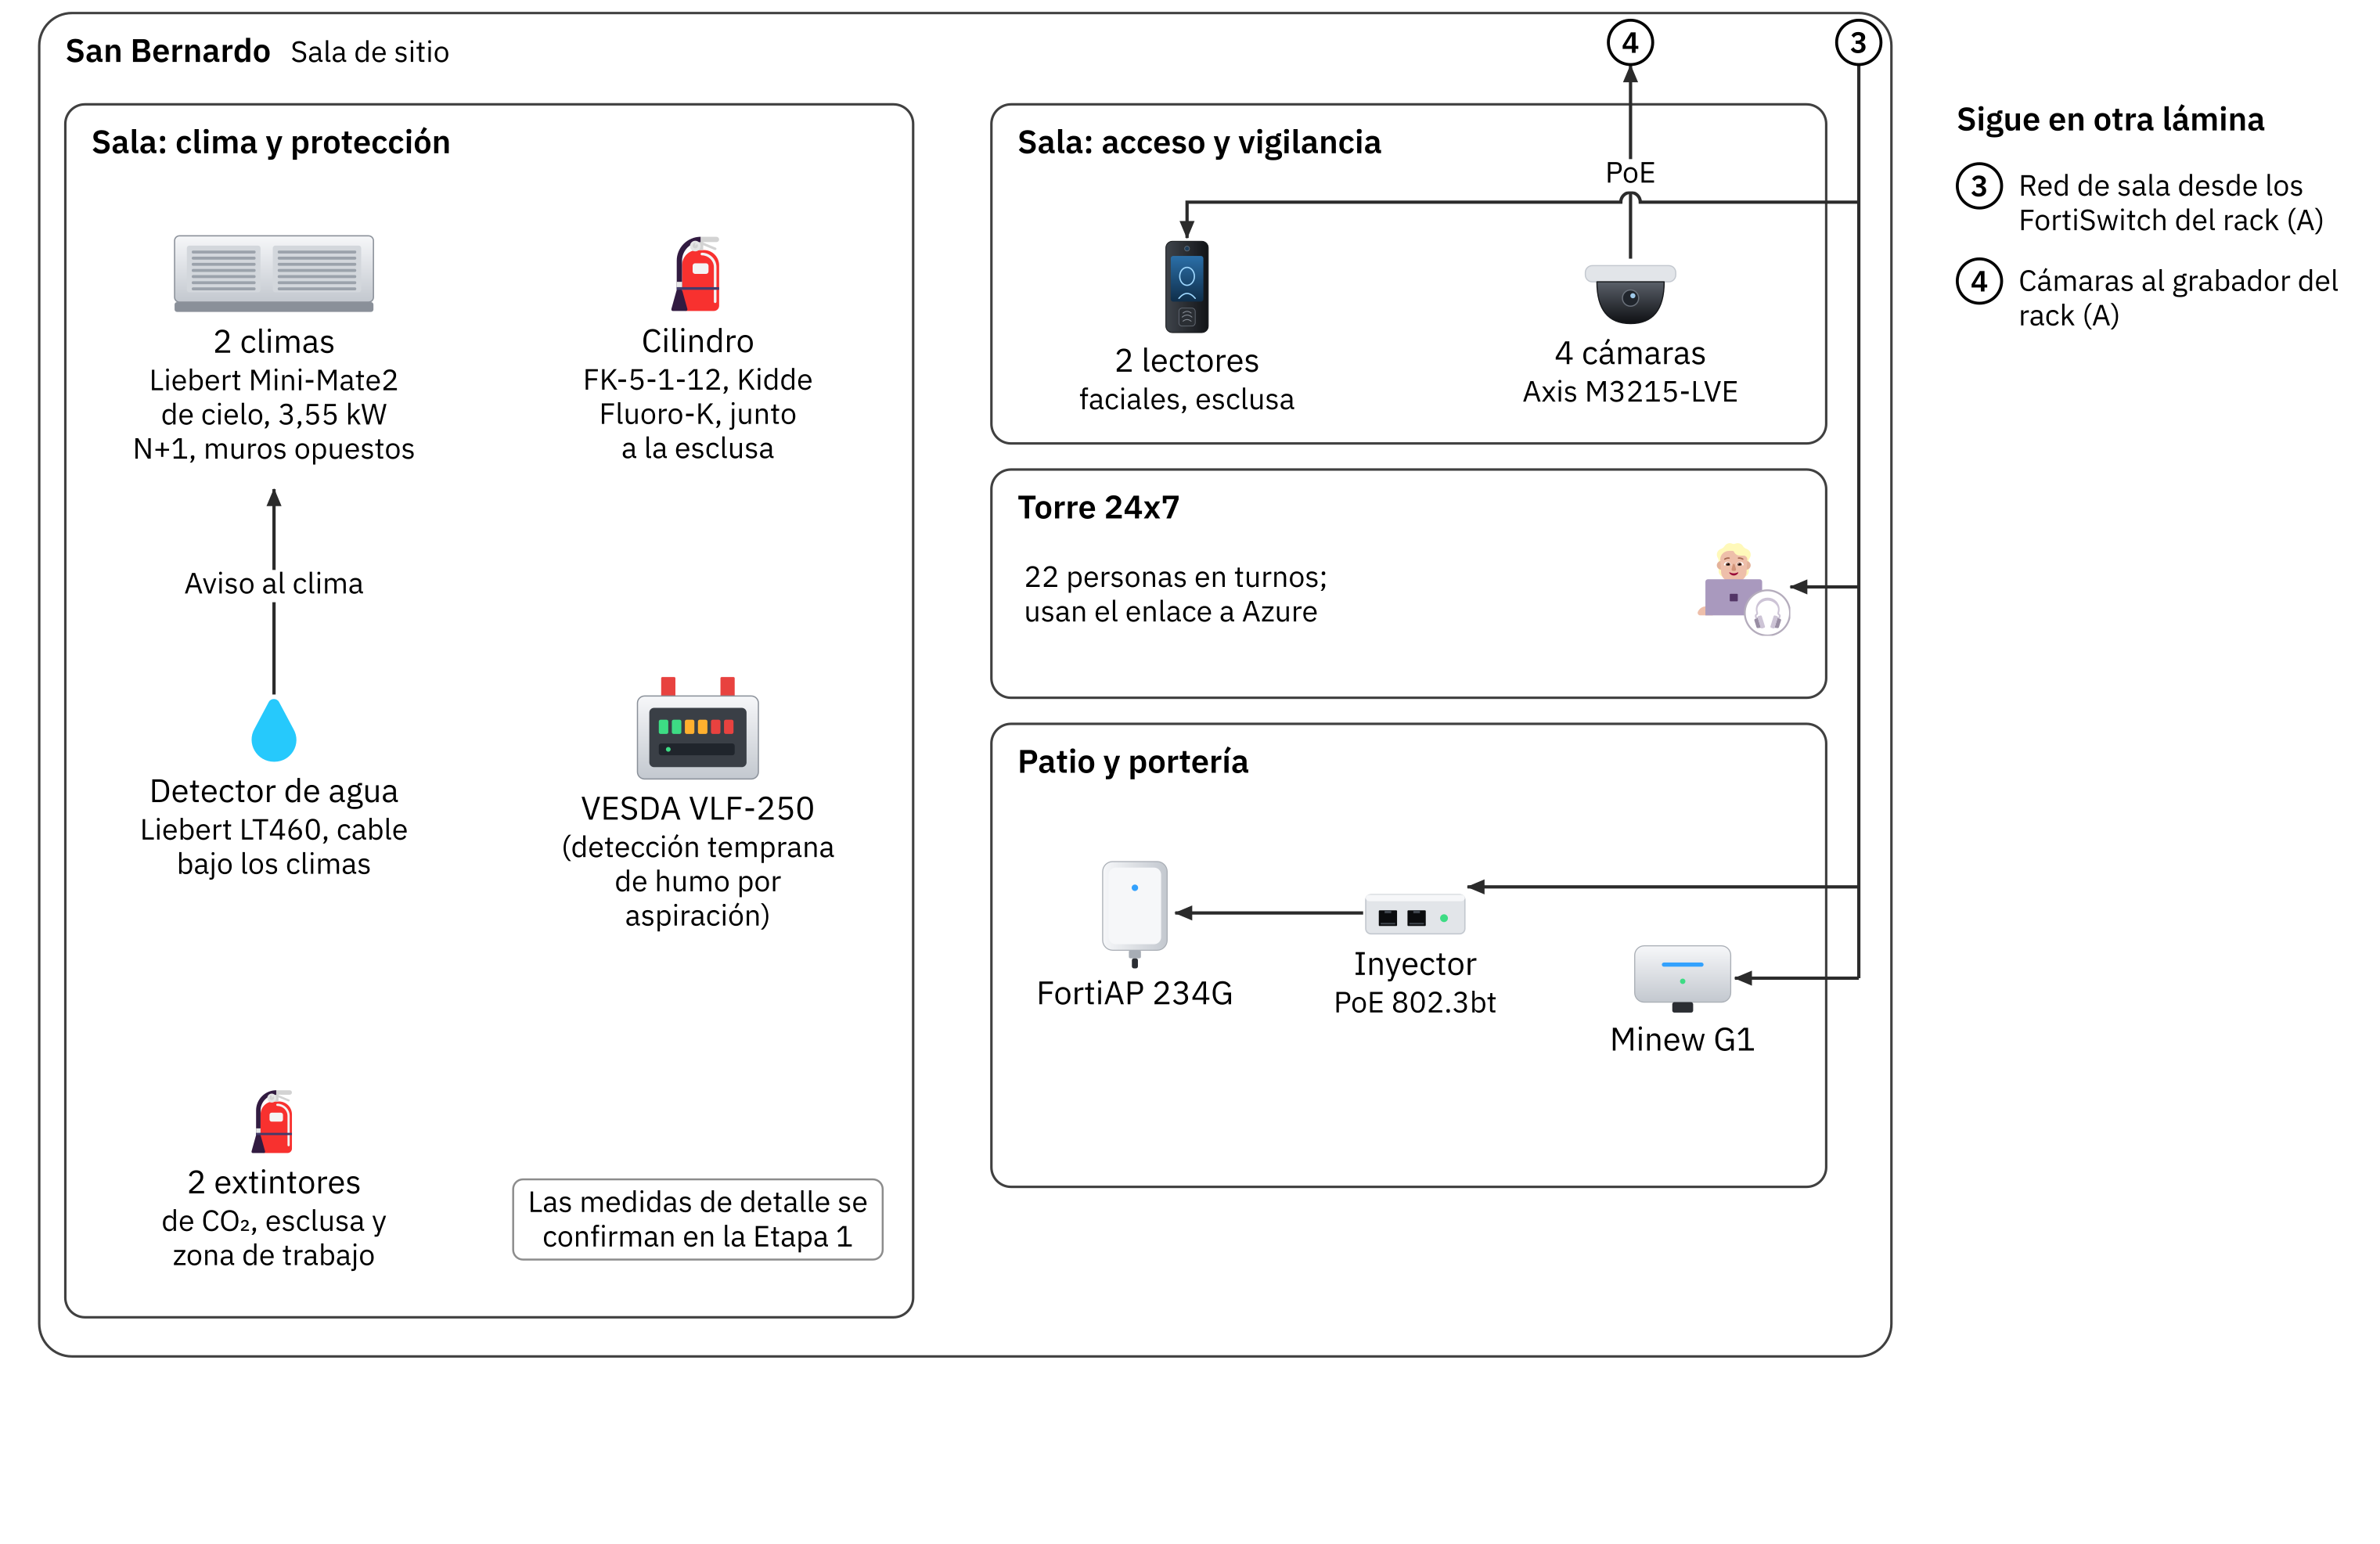 San Bernardo Sala de sitio
4
3
Sala: clima y protección
2 climas
Liebert Mini-Mate2
de cielo, 3,55 kW
N+1, muros opuestos
Cilindro
FK-5-1-12, Kidde
Fluoro-K, junto
a la esclusa
Aviso al clima
Detector de agua
Liebert LT460, cable
bajo los climas
VESDA VLF-250
(detección temprana
de humo por
aspiración)
2 extintores
de CO₂, esclusa y
zona de trabajo
Las medidas de detalle se
confirman en la Etapa 1
Sala: acceso y vigilancia
PoE
2 lectores
faciales, esclusa
4 cámaras
Axis M3215-LVE
Torre 24x7
22 personas en turnos;
usan el enlace a Azure
Patio y portería
FortiAP 234G
Inyector
PoE 802.3bt
Minew G1
Sigue en otra lámina
3 Red de sala desde los
FortiSwitch del rack (A)
4 Cámaras al grabador del
rack (A)